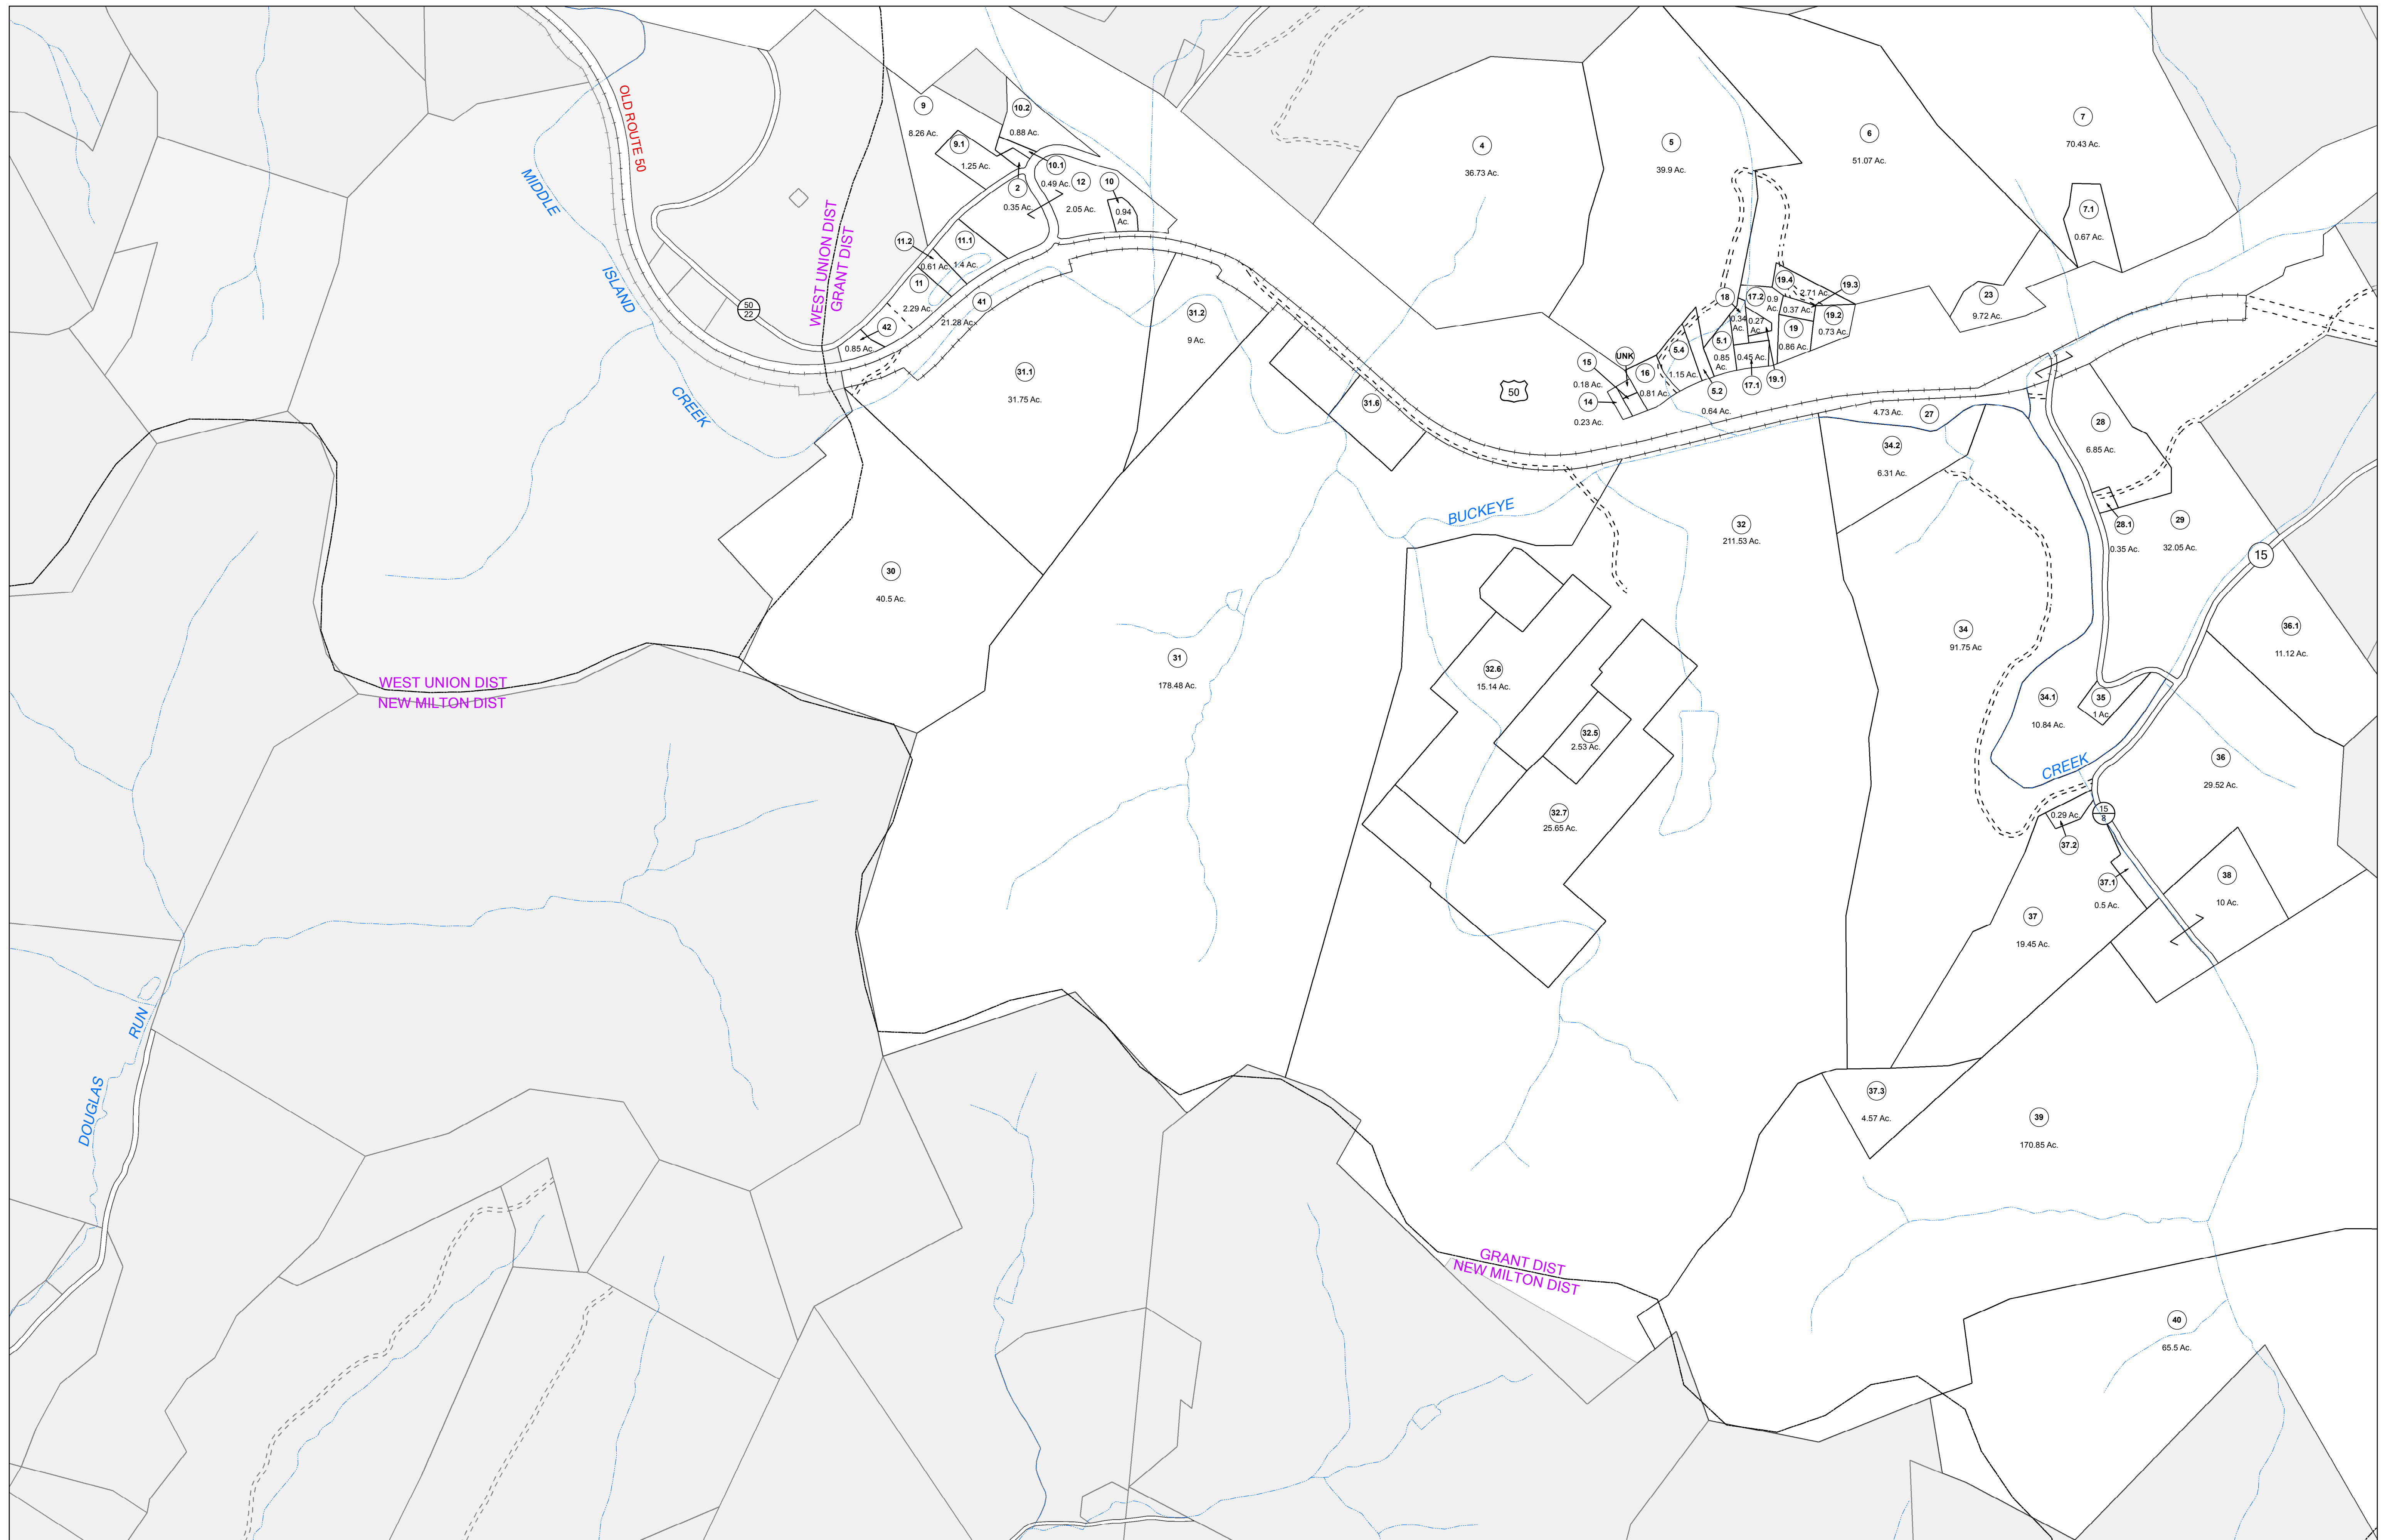 OLD ROUTE 50
MIDDLE
ISLAND
CREEK
WEST UNION DIST
GRANT DIST
50
22
9
8.26 Ac.
10.2
0.88 Ac.
9.1
1.25 Ac.
10.1
0.49 Ac.
2
0.35 Ac.
12
2.05 Ac.
10
0.94
Ac.
11.2
0.61 Ac.
11.1
1.4 Ac.
11
2.29 Ac.
41
21.28 Ac.
42
0.85 Ac.
4
36.73 Ac.
5
39.9 Ac.
6
51.07 Ac.
7
70.43 Ac.
7.1
0.67 Ac.
23
9.72 Ac.
31.2
9 Ac.
31.1
31.75 Ac.
31.6
50
15
0.18 Ac.
UNK
14
0.23 Ac.
16
0.81 Ac.
5.4
1.15 Ac.
5.1
0.85
Ac.
5.2
0.64 Ac.
18
0.34
Ac.
17.2
0.27
Ac.
0.9
Ac.
17.1
0.45 Ac.
19.1
19.4
2.71 Ac.
19.3
0.37 Ac.
19.2
0.73 Ac.
19
0.86 Ac.
4.73 Ac.
27
34.2
6.31 Ac.
28
6.85 Ac.
28.1
0.35 Ac.
29
32.05 Ac.
15
BUCKEYE
32
211.53 Ac.
30
40.5 Ac.
31
178.48 Ac.
32.6
15.14 Ac.
32.5
2.53 Ac.
32.7
25.65 Ac.
34
91.75 Ac
34.1
10.84 Ac.
35
1 Ac.
36.1
11.12 Ac.
36
29.52 Ac.
CREEK
15
8
0.29 Ac.
37.2
37.1
0.5 Ac.
38
10 Ac.
37
19.45 Ac.
37.3
4.57 Ac.
39
170.85 Ac.
40
65.5 Ac.
WEST UNION DIST
NEW MILTON DIST
DOUGLAS
RUN
GRANT DIST
NEW MILTON DIST